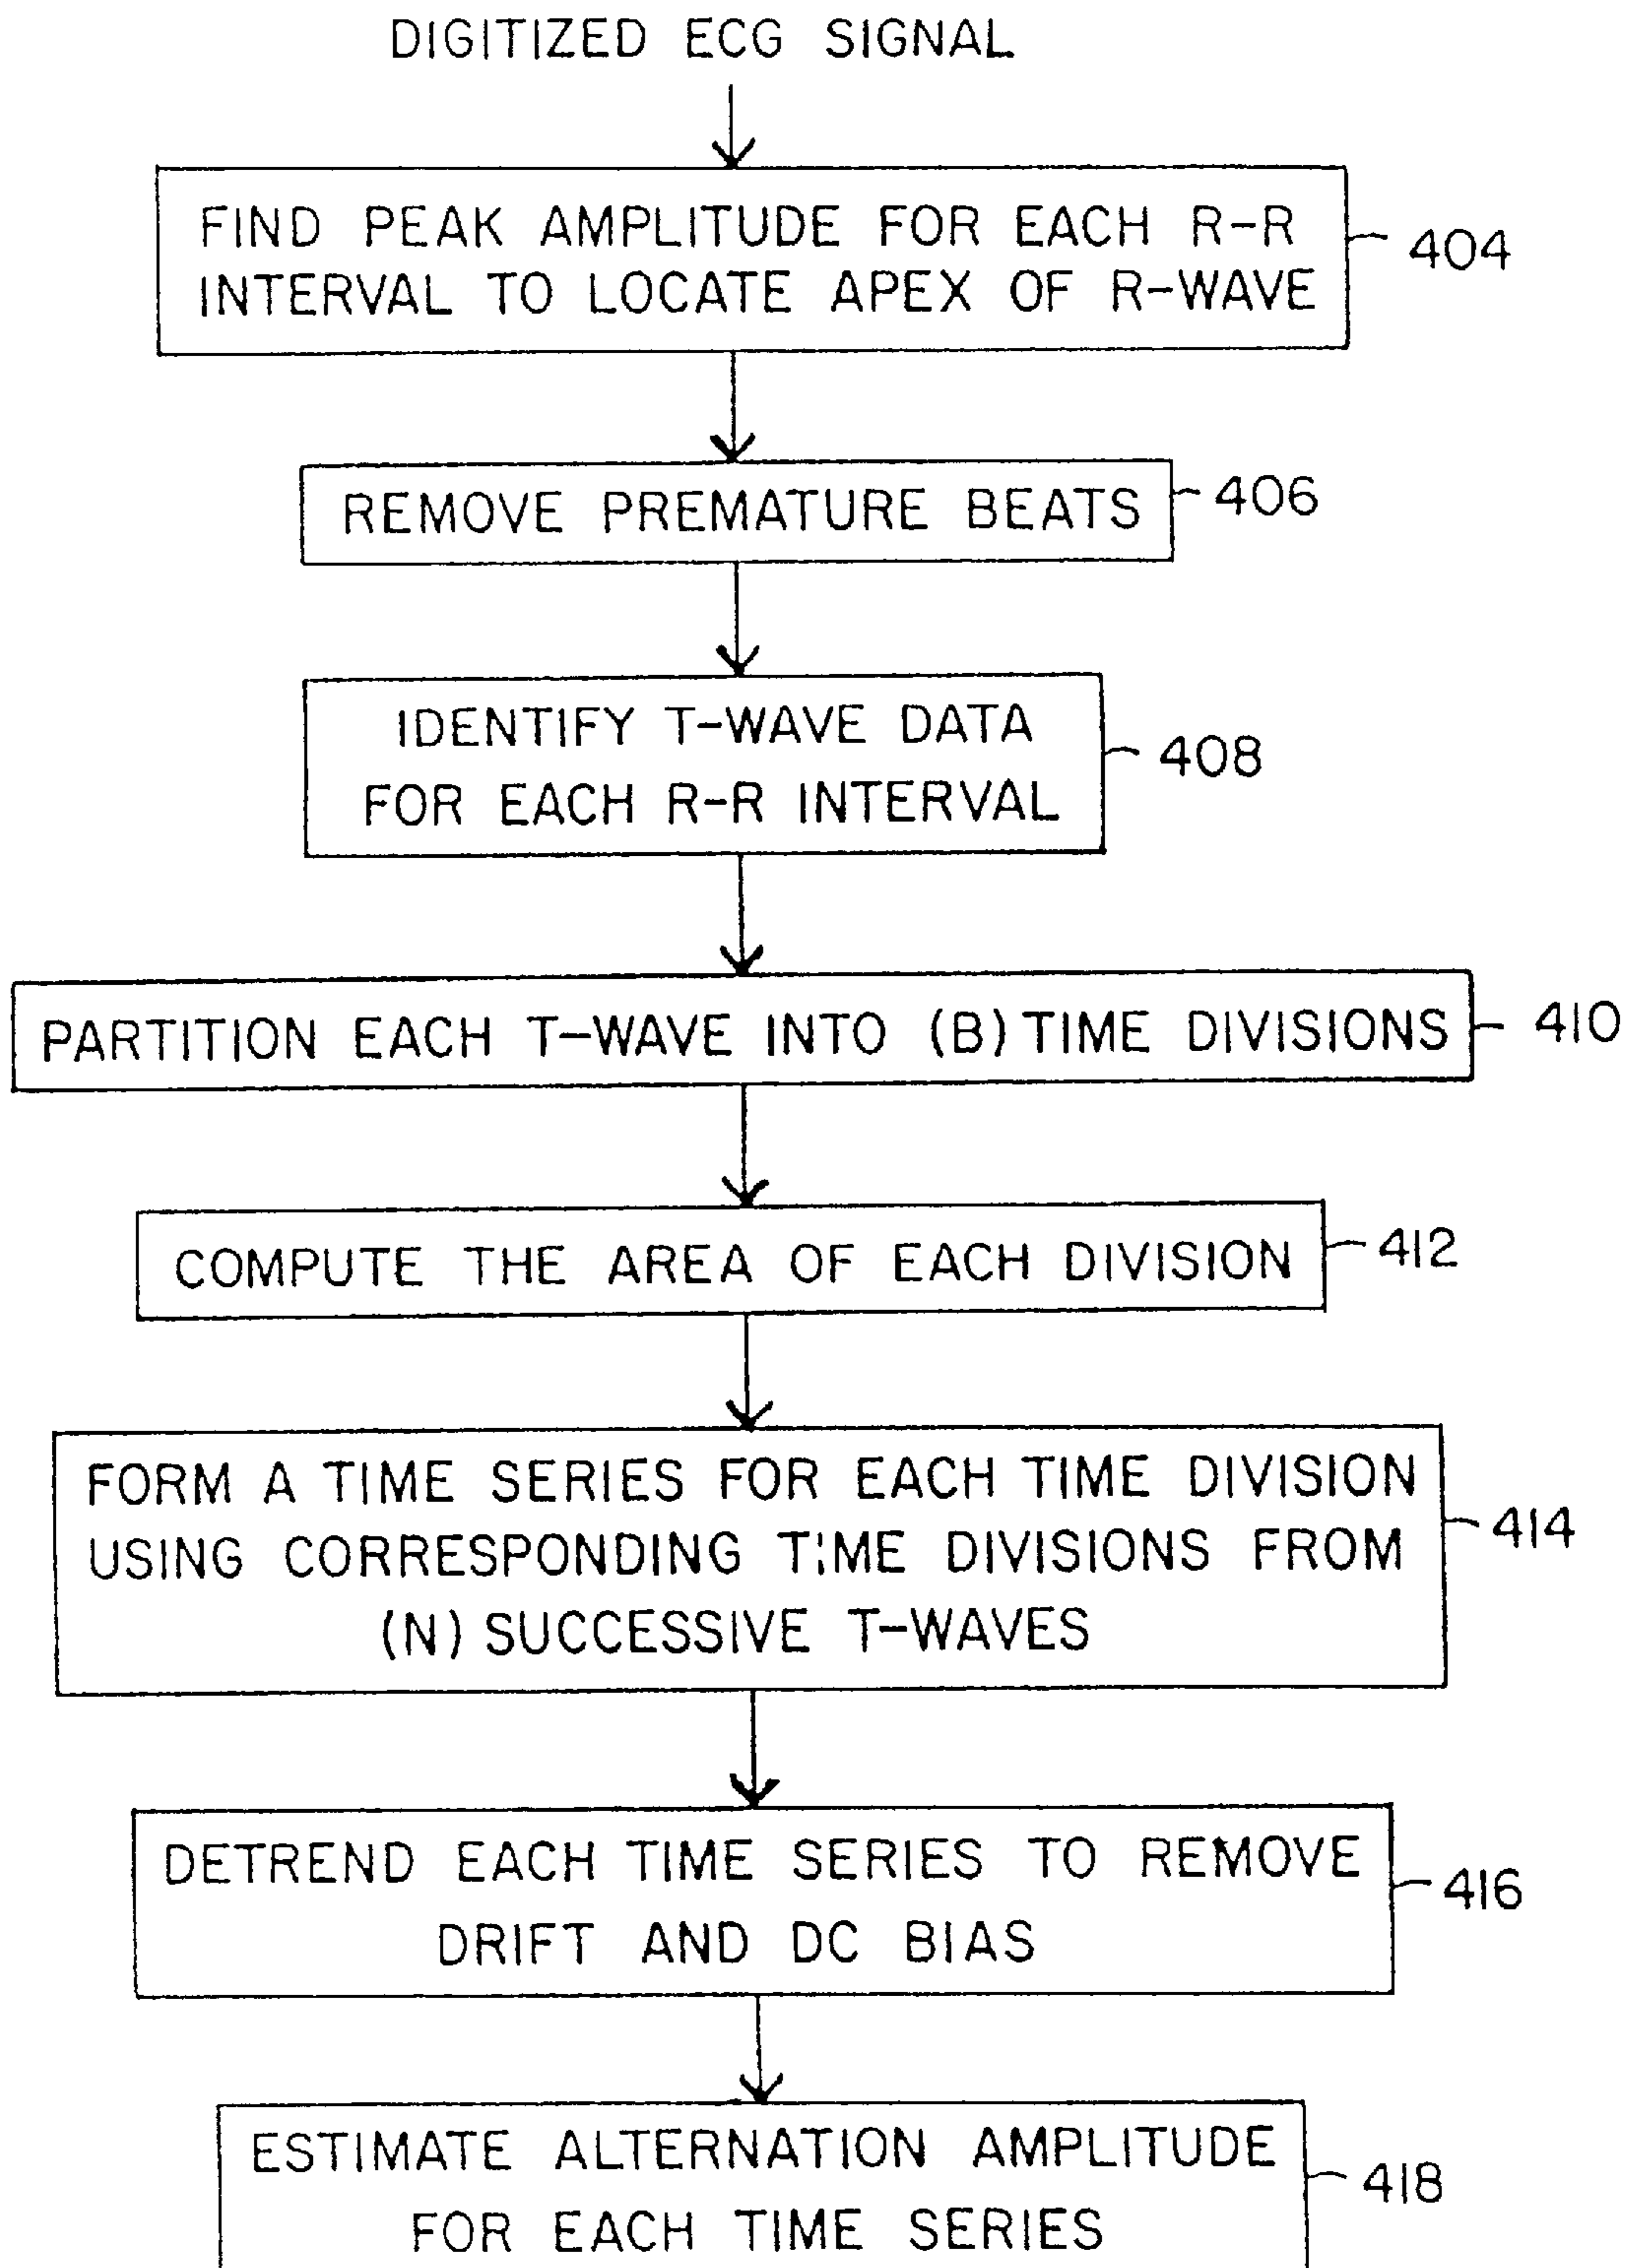 DIGITIZED ECG SIGNAL
FIND PEAK AMPLITUDE FOR EACH R-R
INTERVAL TO LOCATE APEX OF R-WAVE
404
REMOVE PREMATURE BEATS
406
IDENTIFY T-WAVE DATA
FOR EACH R-R INTERVAL
408
PARTITION EACH T-WAVE INTO (B) TIME DIVISIONS
410
COMPUTE THE AREA OF EACH DIVISION
412
FORM A TIME SERIES FOR EACH TIME DIVISION
USING CORRESPONDING TIME DIVISIONS FROM
(N) SUCCESSIVE T-WAVES
414
DETREND EACH TIME SERIES TO REMOVE
DRIFT AND DC BIAS
416
ESTIMATE ALTERNATION AMPLITUDE
FOR EACH TIME SERIES
418